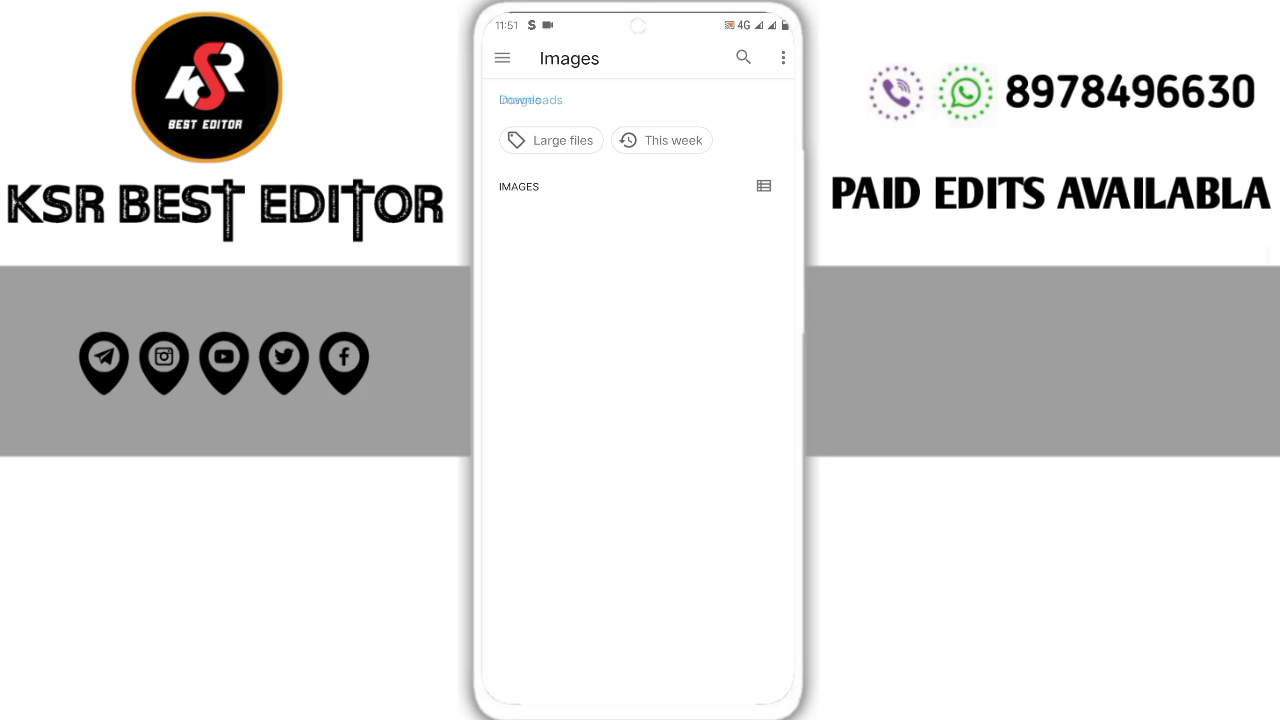 KSR
BEST EDITOR
KSR BEST EDITOR
11:51 S 4G
Images
Large files This week
IMAGES
8978496630
PAID EDITS AVAILABLA